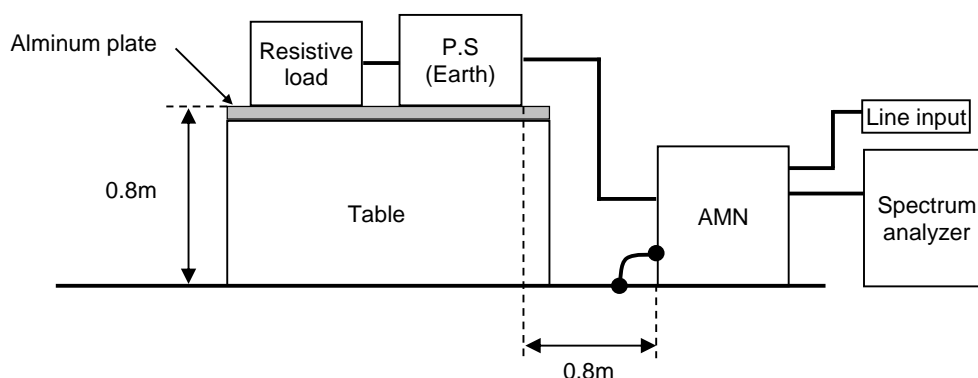 Alminum plate
Resistive
load
P.S
(Earth)
Line input
0.8m
Table
AMN
Spectrum
analyzer
0.8m